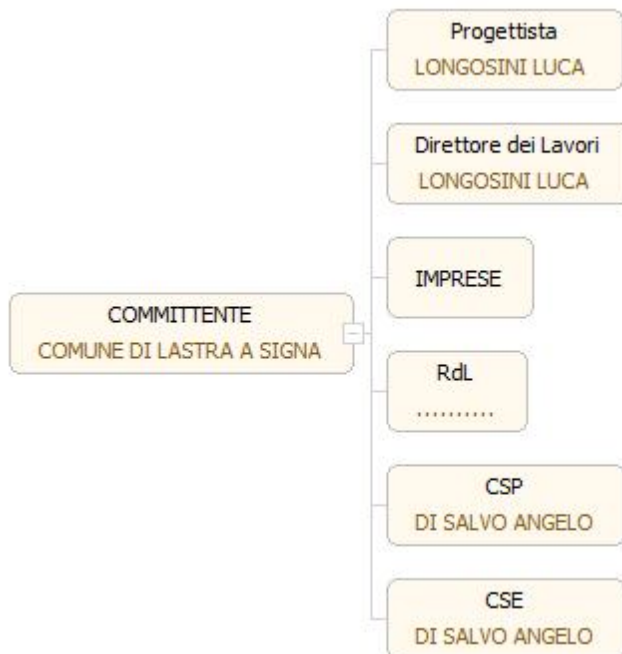 Progettista
LONGOSINI LUCA
Direttore dei Lavori
LONGOSINI LUCA
IMPRESE
COMMITTENTE
COMUNE DI LASTRA A SIGNA
RdL
..........
CSP
DI SALVO ANGELO
CSE
DI SALVO ANGELO